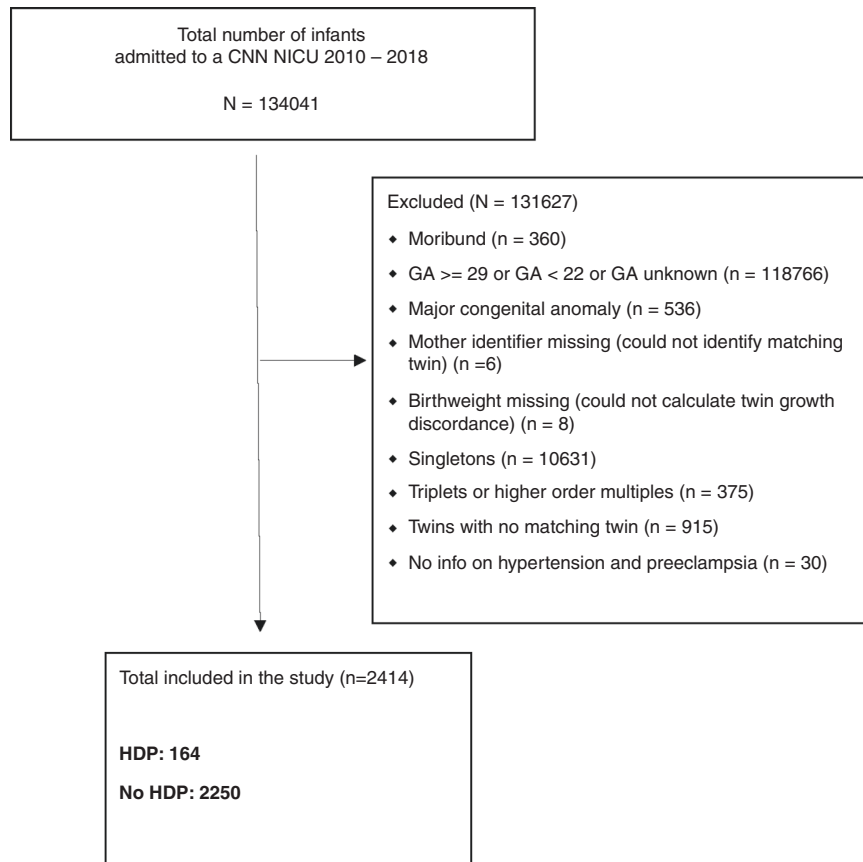 Total number of infants
admitted to a CNN NICU 2010 – 2018
N = 134041
Excluded (N = 131627)
◆ Moribund (n = 360)
◆ GA >= 29 or GA < 22 or GA unknown (n = 118766)
◆ Major congenital anomaly (n = 536)
◆ Mother identifier missing (could not identify matching
twin) (n =6)
◆ Birthweight missing (could not calculate twin growth
discordance) (n = 8)
◆ Singletons (n = 10631)
◆ Triplets or higher order multiples (n = 375)
◆ Twins with no matching twin (n = 915)
◆ No info on hypertension and preeclampsia (n = 30)
Total included in the study (n=2414)
HDP: 164
No HDP: 2250